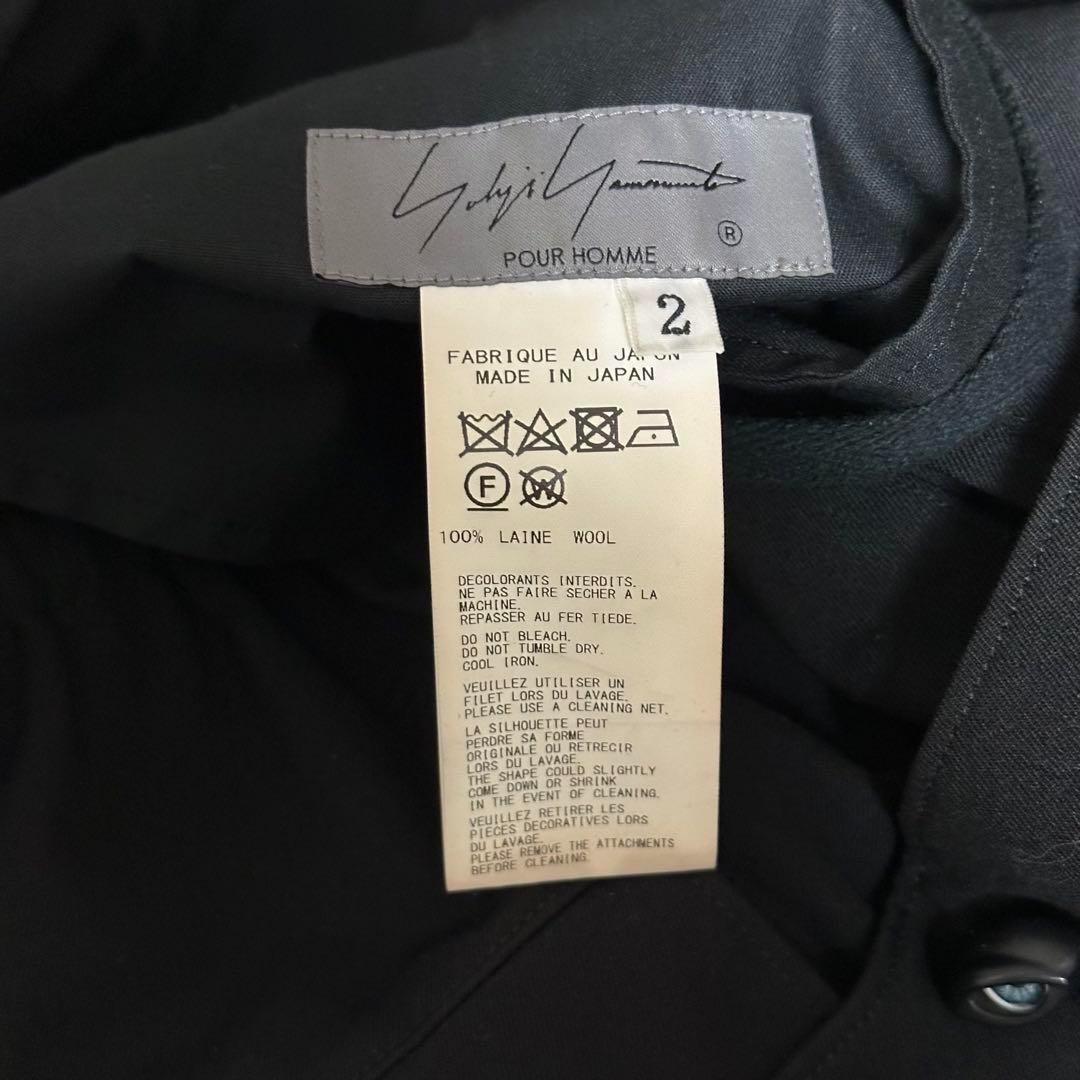 Yohji Yamamoto
®
POUR HOMME
2
FABRIQUE AU JAPON
MADE IN JAPAN
F W
100% LAINE WOOL
DECOLORANTS INTERDITS.
NE PAS FAIRE SECHER A LA
MACHINE.
REPASSER AU FER TIEDE.
DO NOT BLEACH.
DO NOT TUMBLE DRY.
COOL IRON.
VEUILLEZ UTILISER UN
FILET LORS DU LAVAGE.
PLEASE USE A CLEANING NET.
LA SILHOUETTE PEUT
PERDRE SA FORME
ORIGINALE OU RETRECIR
LORS DU LAVAGE.
THE SHAPE COULD SLIGHTLY
COME DOWN OR SHRINK
IN THE EVENT OF CLEANING.
VEUILLEZ RETIRER LES
PIECES DECORATIVES LORS
DU LAVAGE.
PLEASE REMOVE THE ATTACHMENTS
BEFORE CLEANING.